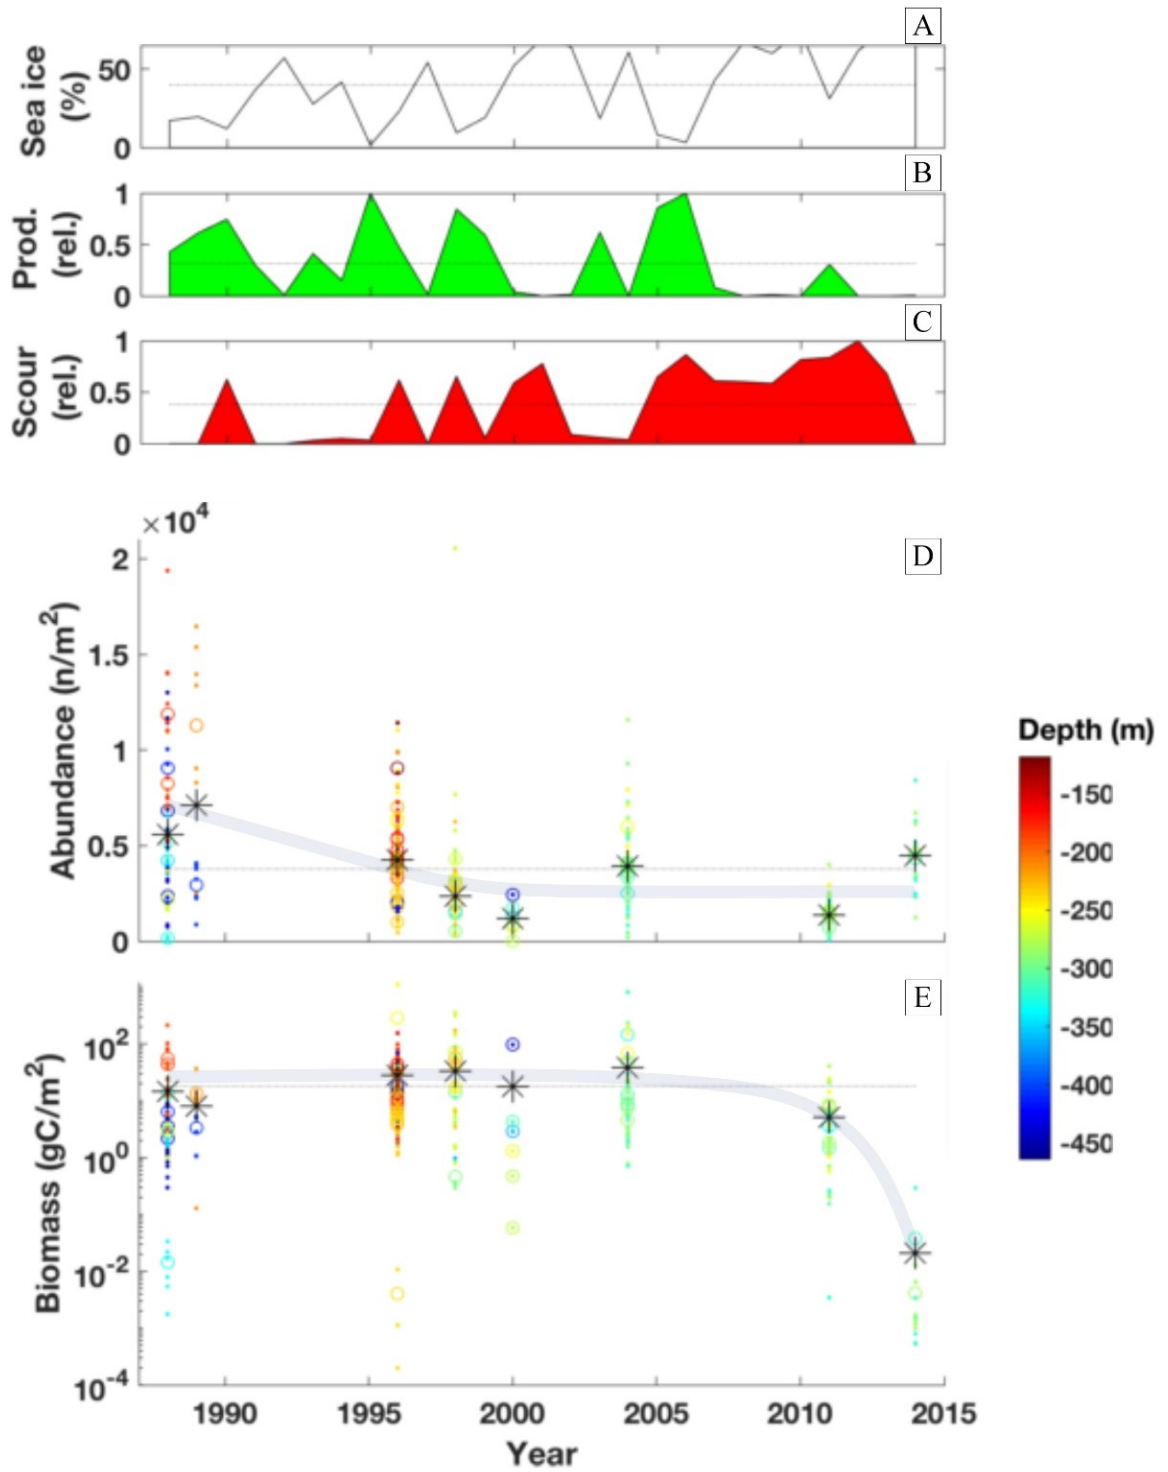 A
Sea ice
(%)
50
0
B
Prod.
(rel.)
1
0.5
0
C
Scour
(rel.)
1
0.5
0
×10⁴
D
Abundance (n/m²)
2
1.5
1
0.5
0
Depth (m)
-150
-200
-250
-300
-350
-400
-450
E
Biomass (gC/m²)
10²
10⁰
10⁻²
10⁻⁴
1990 1995 2000 2005 2010 2015
Year